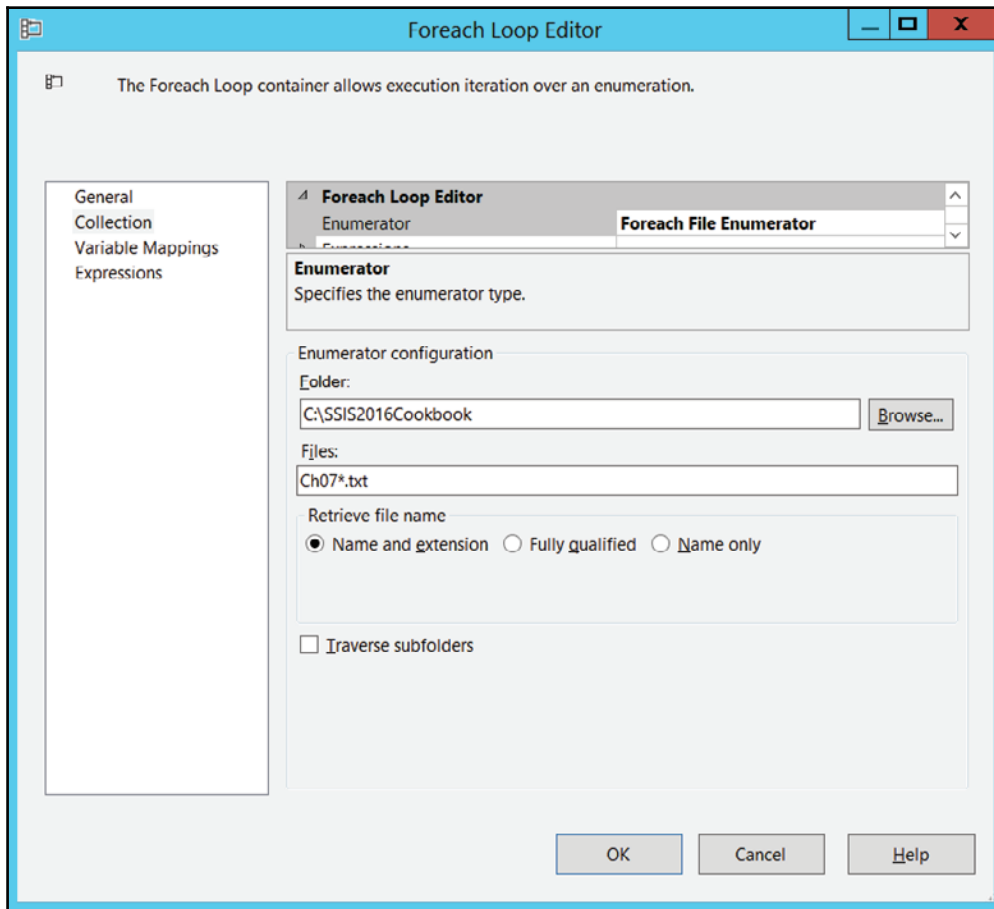 Foreach Loop Editor
X
The Foreach Loop container allows execution iteration over an enumeration.
General
Collection
Variable Mappings
Expressions
Foreach Loop Editor
Enumerator Foreach File Enumerator
Expressions
Enumerator
Specifies the enumerator type.
Enumerator configuration
Folder:
C:\SSIS2016Cookbook
Browse...
Files:
Ch07*.txt
Retrieve file name
Name and extension Fully qualified Name only
Traverse subfolders
OK Cancel Help